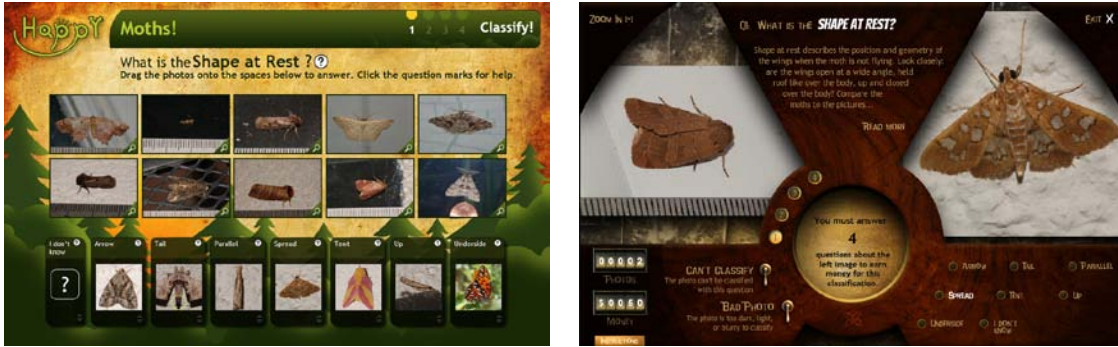 Happy
Moths!
1 2 3 4
Classify!
What is the Shape at Rest ?
Drag the photos onto the spaces below to answer. Click the question marks for help.
I don't know
Arrow
Tail
Parallel
Spread
Tent
Up
Underside
Zoom In [+]
Q1. What is the Shape at Rest?
Exit X
Shape at rest describes the position and geometry of
the wings when the moth is not flying. Look closely:
are the wings open at a wide angle, held
roof like over the body, up and closed
over the body? Compare the
moths to the pictures...
Read more
You must answer
4
questions about the
left image to earn
money for this
classification.
00002
Photos
Money
Can't Classify
The photo can't be classified
with this question
Bad Photo
The photo is too dark, light,
or blurry to classify
Arrow
Tail
Parallel
Spread
Tent
Up
Underside
I don't
know